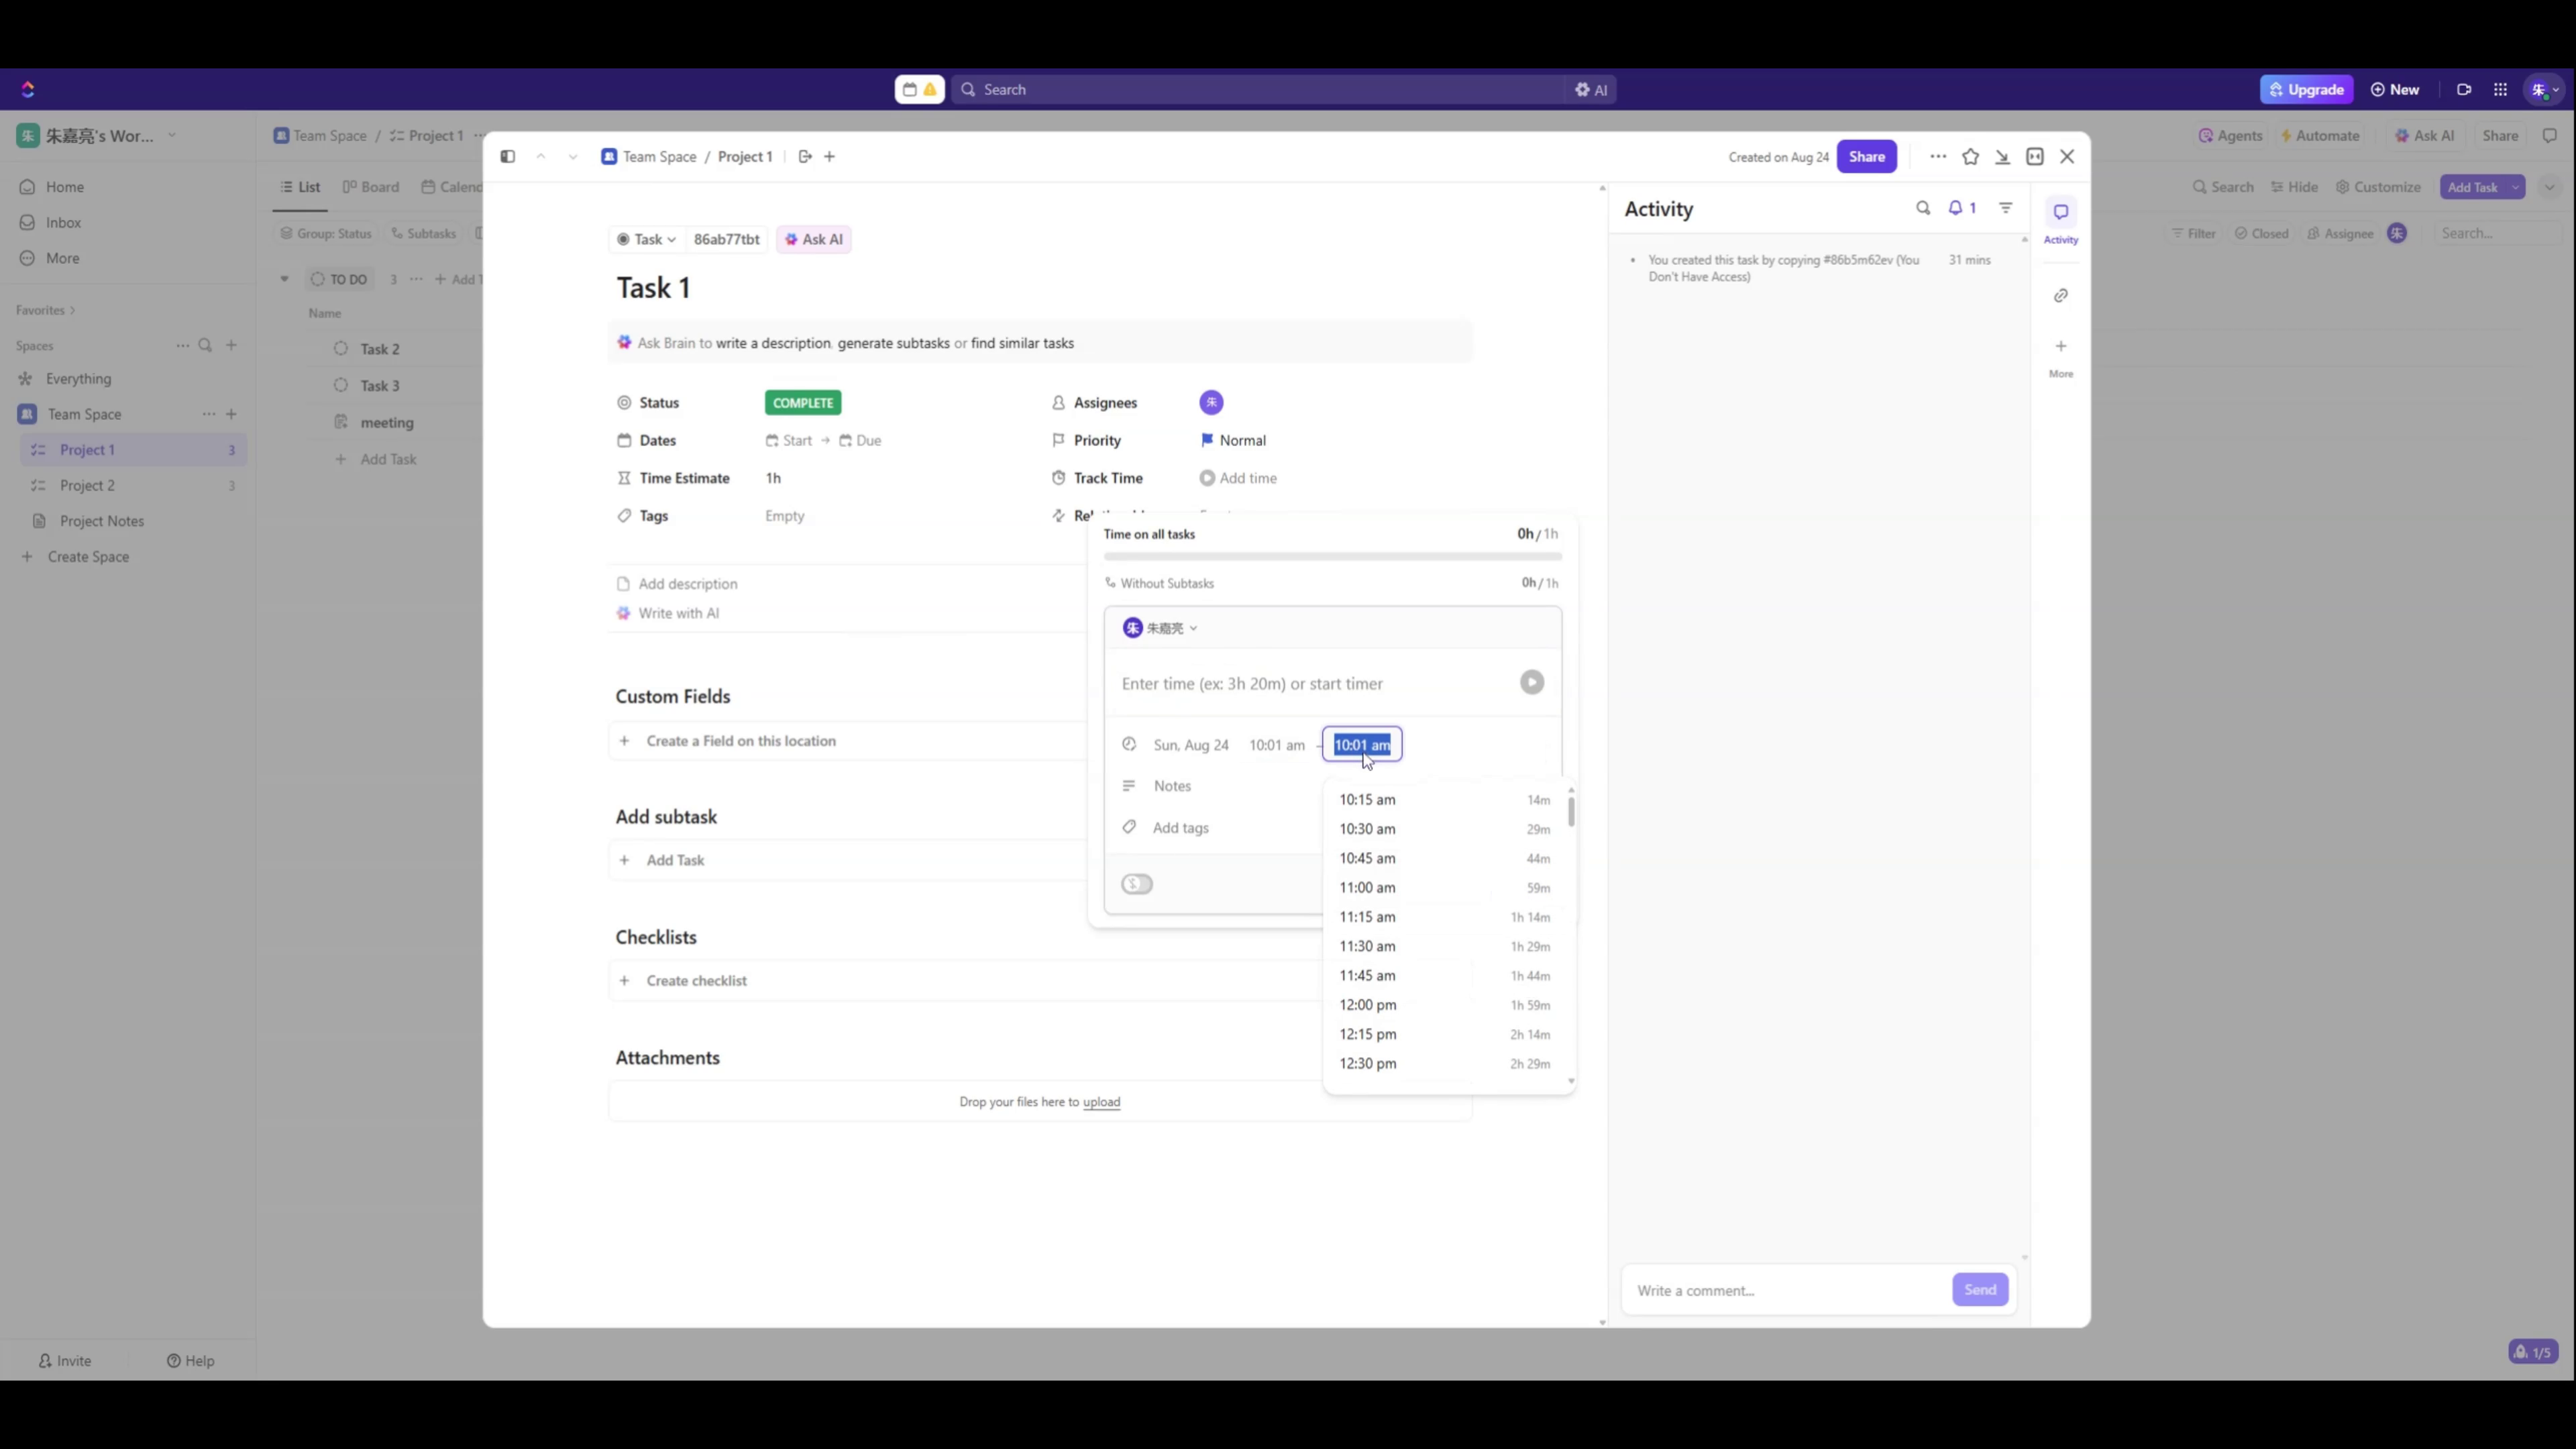 Search
AI
Upgrade
New
朱
朱 朱嘉亮's Wor...
Team Space / Project 1 ...
Agents
Automate
Ask AI
Share
Home
Inbox
More
Favorites
Spaces
Everything
Team Space
Project 1 3
Project 2 3
Project Notes
Create Space
Invite
Help
List
Board
Calend
Group: Status
Subtasks
TO DO 3 ... + Add T
Name
Task 2
Task 3
meeting
Add Task
Search
Hide
Customize
Add Task
Filter
Closed
Assignee
朱
Search...
Team Space / Project 1
Created on Aug 24
Share
Task
86ab77tbt
Ask AI
Task 1
Ask Brain to write a description, generate subtasks or find similar tasks
Status COMPLETE
Assignees 朱
Dates Start → Due
Priority Normal
Time Estimate 1h
Track Time Add time
Tags Empty
Add description
Write with AI
Custom Fields
+ Create a Field on this location
Add subtask
+ Add Task
Checklists
+ Create checklist
Attachments
Drop your files here to upload
Time on all tasks 0h / 1h
Without Subtasks 0h / 1h
朱 朱嘉亮
Enter time (ex: 3h 20m) or start timer
Sun, Aug 24 10:01 am - 10:01 am
Notes
Add tags
10:15 am 14m
10:30 am 29m
10:45 am 44m
11:00 am 59m
11:15 am 1h 14m
11:30 am 1h 29m
11:45 am 1h 44m
12:00 pm 1h 59m
12:15 pm 2h 14m
12:30 pm 2h 29m
Activity
1
You created this task by copying #86b5m62ev (You
Don't Have Access)
31 mins
Activity
More
Write a comment...
Send
1/5